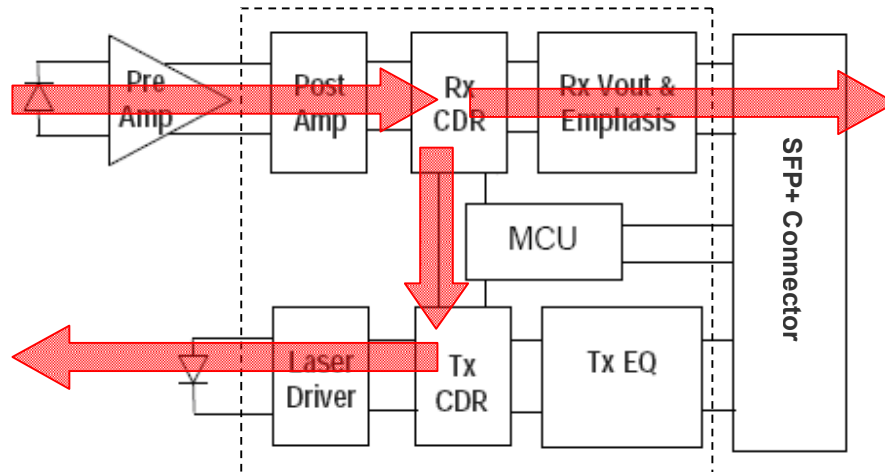 Pre
Amp
Post
Amp
Rx
CDR
Rx Vout &
Emphasis
SFP+ Connector
MCU
Laser
Driver
Tx
CDR
Tx EQ